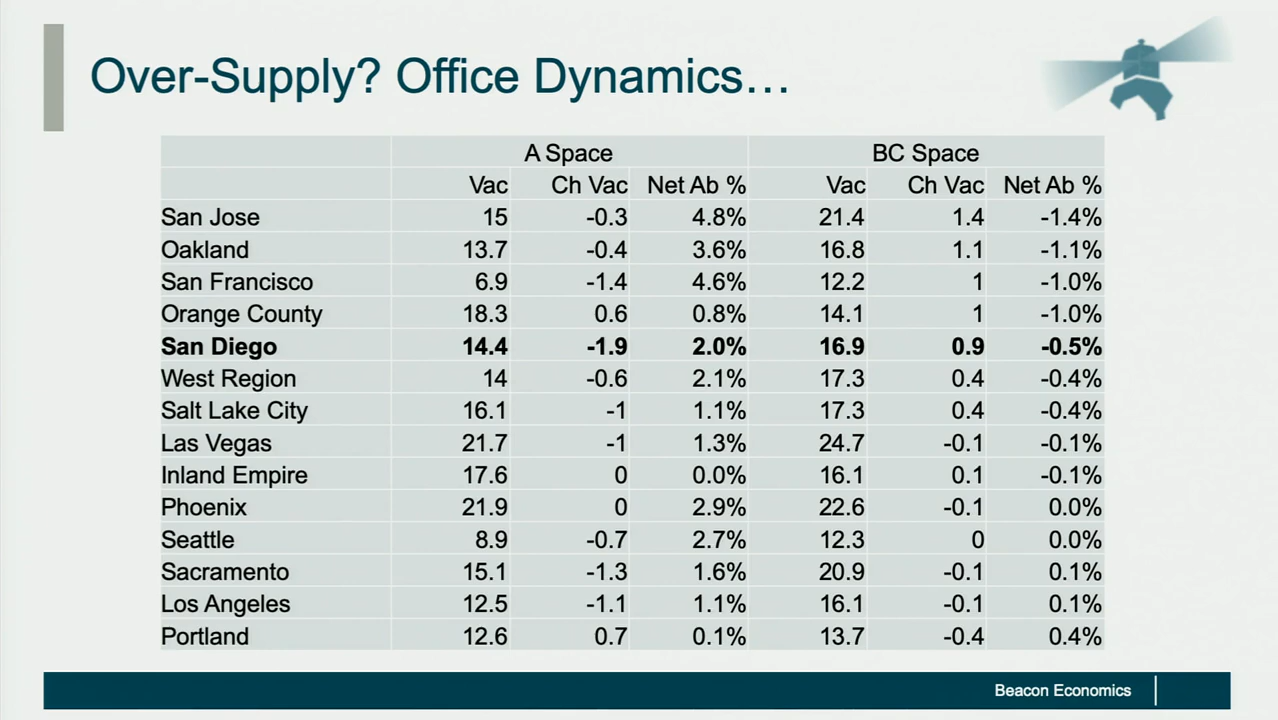 Over-Supply? Office Dynamics…
A Space BC Space
Vac Ch Vac Net Ab % Vac Ch Vac Net Ab %
San Jose 15 -0.3 4.8% 21.4 1.4 -1.4%
Oakland 13.7 -0.4 3.6% 16.8 1.1 -1.1%
San Francisco 6.9 -1.4 4.6% 12.2 1 -1.0%
Orange County 18.3 0.6 0.8% 14.1 1 -1.0%
San Diego 14.4 -1.9 2.0% 16.9 0.9 -0.5%
West Region 14 -0.6 2.1% 17.3 0.4 -0.4%
Salt Lake City 16.1 -1 1.1% 17.3 0.4 -0.4%
Las Vegas 21.7 -1 1.3% 24.7 -0.1 -0.1%
Inland Empire 17.6 0 0.0% 16.1 0.1 -0.1%
Phoenix 21.9 0 2.9% 22.6 -0.1 0.0%
Seattle 8.9 -0.7 2.7% 12.3 0 0.0%
Sacramento 15.1 -1.3 1.6% 20.9 -0.1 0.1%
Los Angeles 12.5 -1.1 1.1% 16.1 -0.1 0.1%
Portland 12.6 0.7 0.1% 13.7 -0.4 0.4%
Beacon Economics